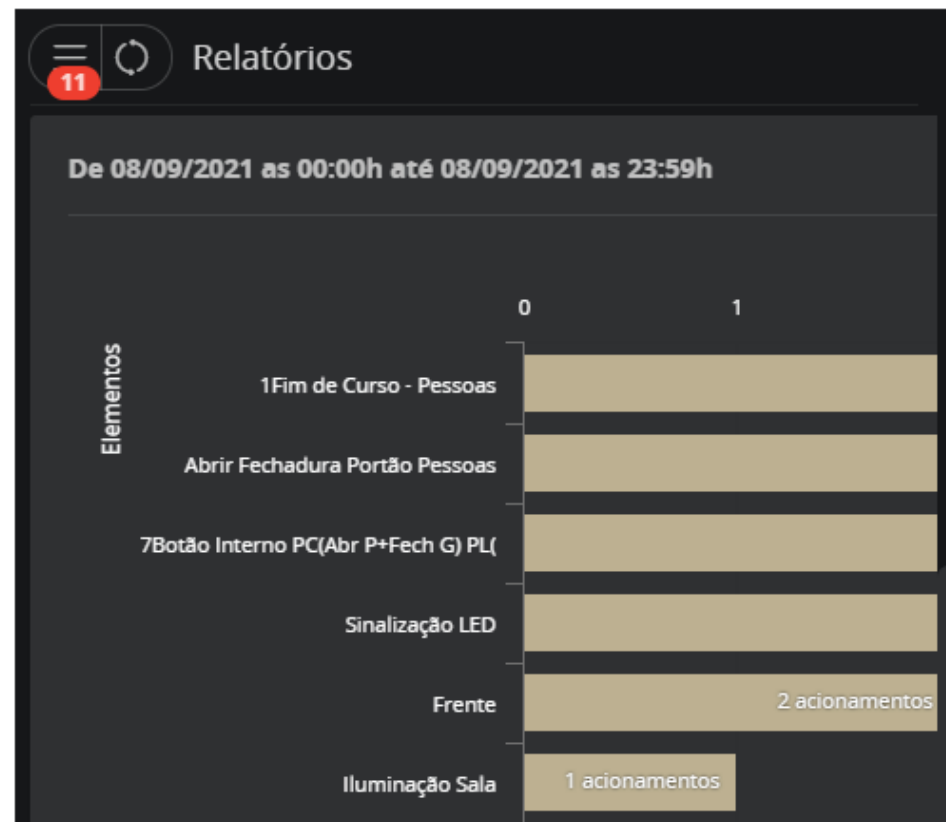 11
Relatórios
De 08/09/2021 as 00:00h até 08/09/2021 as 23:59h
0 1
Elementos
1Fim de Curso - Pessoas
Abrir Fechadura Portão Pessoas
7Botão Interno PC(Abr P+Fech G) PL(
Sinalização LED
Frente 2 acionamentos
Iluminação Sala 1 acionamentos